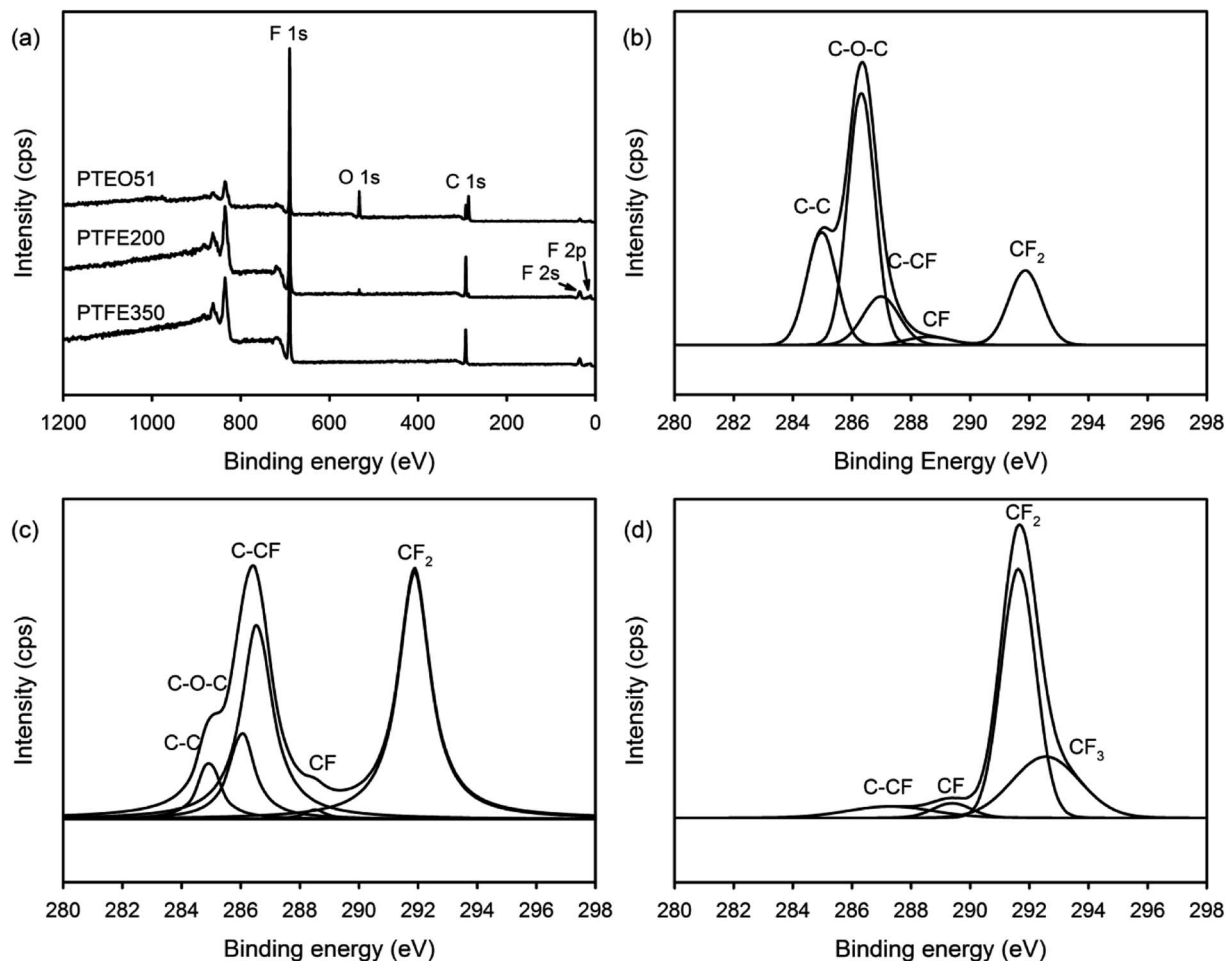 (a)
F 1s
PTEO51
O 1s
C 1s
PTFE200
F 2p
F 2s
PTFE350
Intensity (cps)
1200 1000 800 600 400 200 0
Binding energy (eV)
(b)
C-O-C
C-C
C-CF
CF₂
CF
Intensity (cps)
280 282 284 286 288 290 292 294 296 298
Binding Energy (eV)
(c)
C-CF
CF₂
C-O-C
C-C
CF
Intensity (cps)
280 282 284 286 288 290 292 294 296 298
Binding energy (eV)
(d)
CF₂
CF₃
C-CF
CF
Intensity (cps)
280 282 284 286 288 290 292 294 296 298
Binding energy (eV)